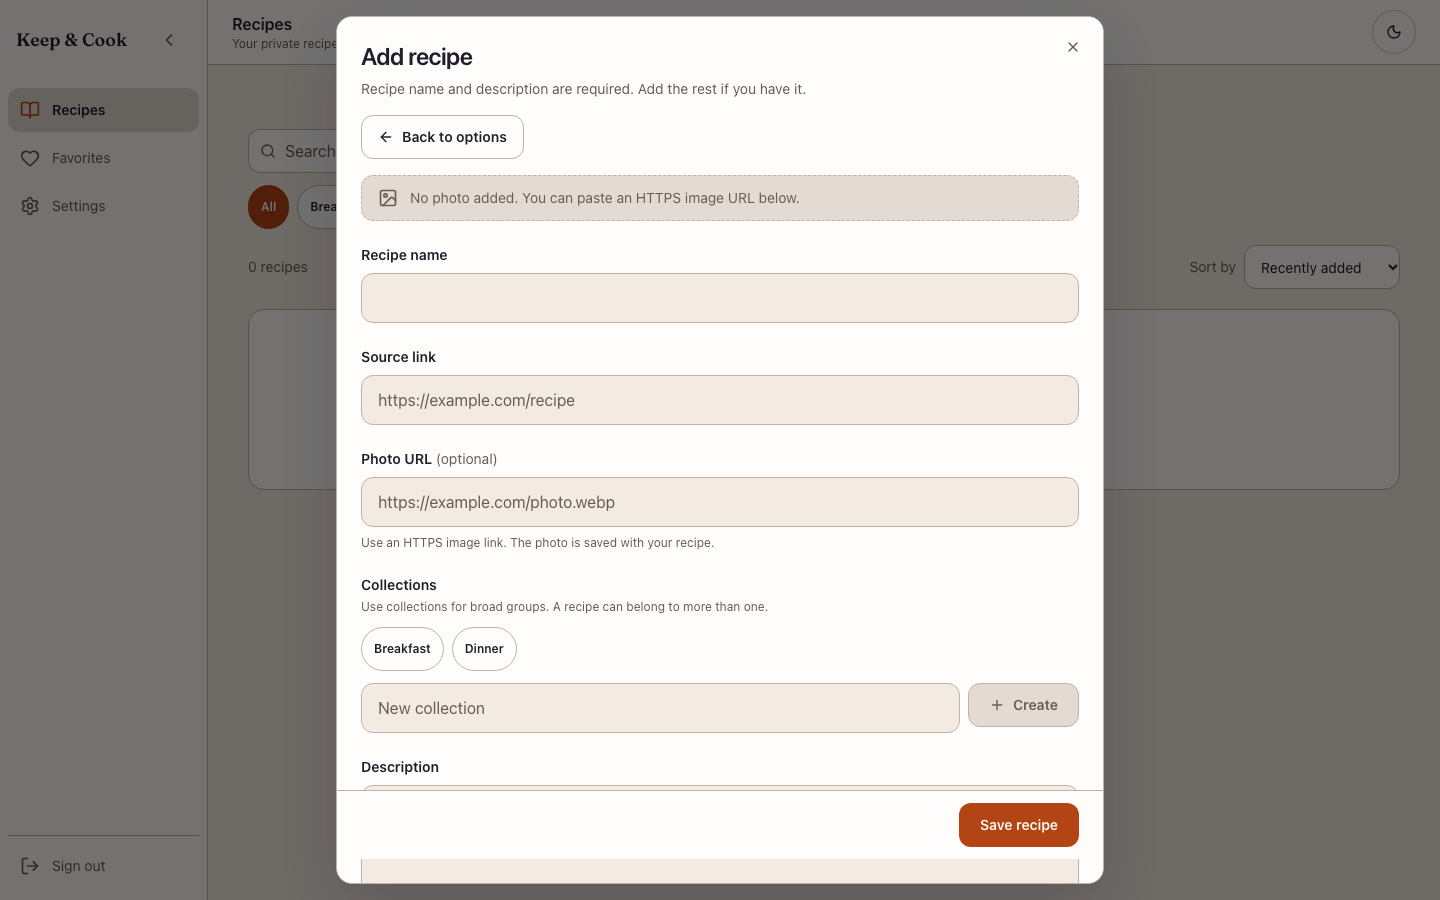 Keep & Cook
Recipes
Favorites
Settings
Sign out
Recipes
Your private recipe
Search
All
Brea
0 recipes
Sort by
Recently added
Add recipe
Recipe name and description are required. Add the rest if you have it.
Back to options
No photo added. You can paste an HTTPS image URL below.
Recipe name
Source link
https://example.com/recipe
Photo URL (optional)
https://example.com/photo.webp
Use an HTTPS image link. The photo is saved with your recipe.
Collections
Use collections for broad groups. A recipe can belong to more than one.
Breakfast
Dinner
New collection
Create
Description
Save recipe